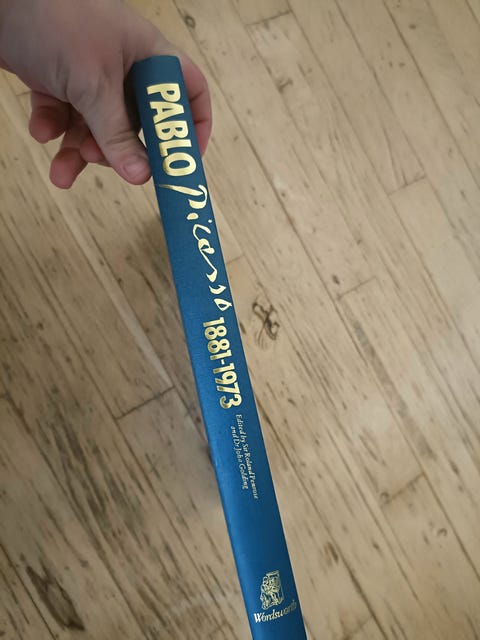 PABLO Picasso 1881-1973
Edited by Sir Roland Penrose
and Dr John Golding
Wordsworth